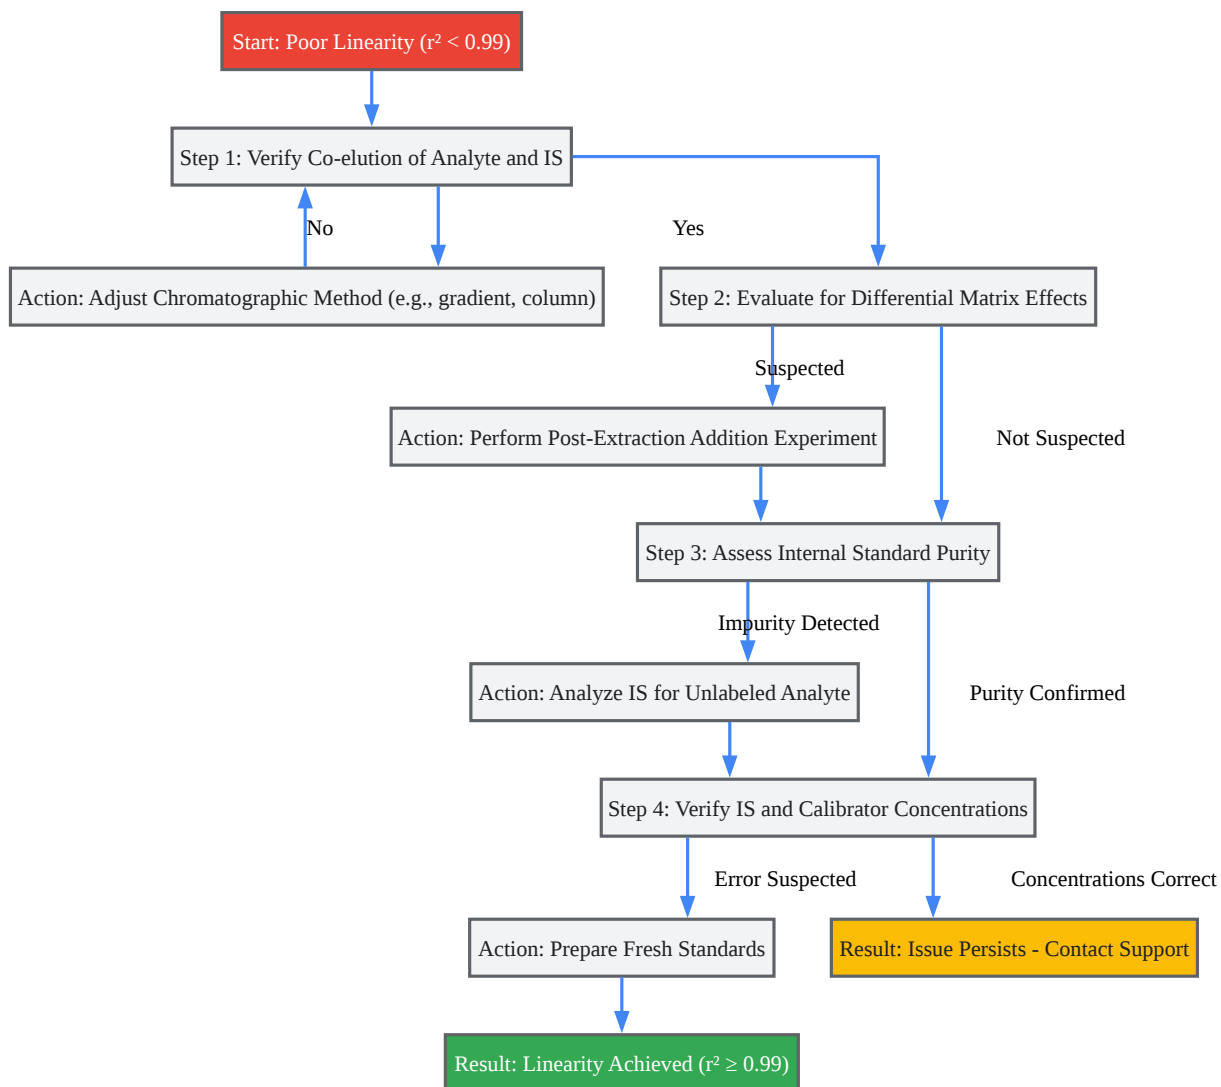 Start: Poor Linearity (r² < 0.99)
Step 1: Verify Co-elution of Analyte and IS
No
Yes
Action: Adjust Chromatographic Method (e.g., gradient, column)
Step 2: Evaluate for Differential Matrix Effects
Suspected
Action: Perform Post-Extraction Addition Experiment
Not Suspected
Step 3: Assess Internal Standard Purity
Impurity Detected
Action: Analyze IS for Unlabeled Analyte
Purity Confirmed
Step 4: Verify IS and Calibrator Concentrations
Error Suspected
Concentrations Correct
Action: Prepare Fresh Standards
Result: Issue Persists - Contact Support
Result: Linearity Achieved (r² ≥ 0.99)